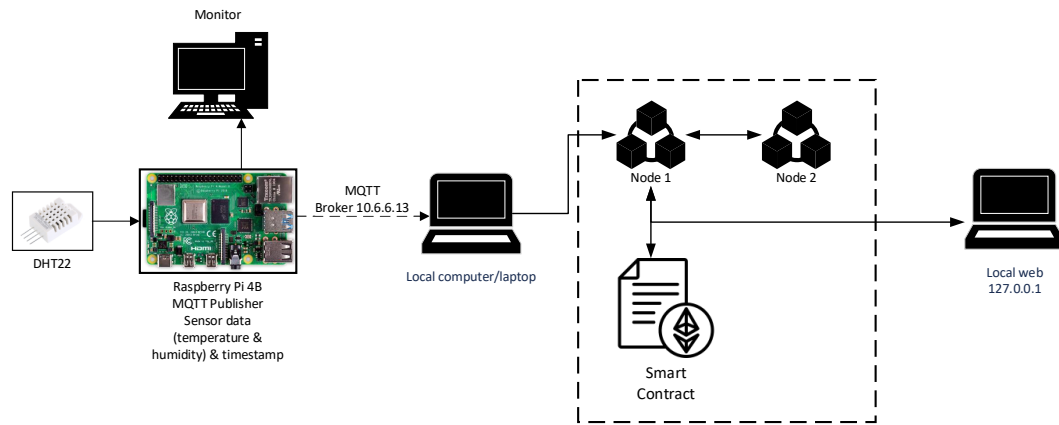 Monitor
DHT22
Raspberry Pi 4B
MQTT Publisher
Sensor data
(temperature &
humidity) & timestamp
MQTT
Broker 10.6.6.13
Local computer/laptop
Node 1
Node 2
Smart
Contract
Local web
127.0.0.1
HDMI